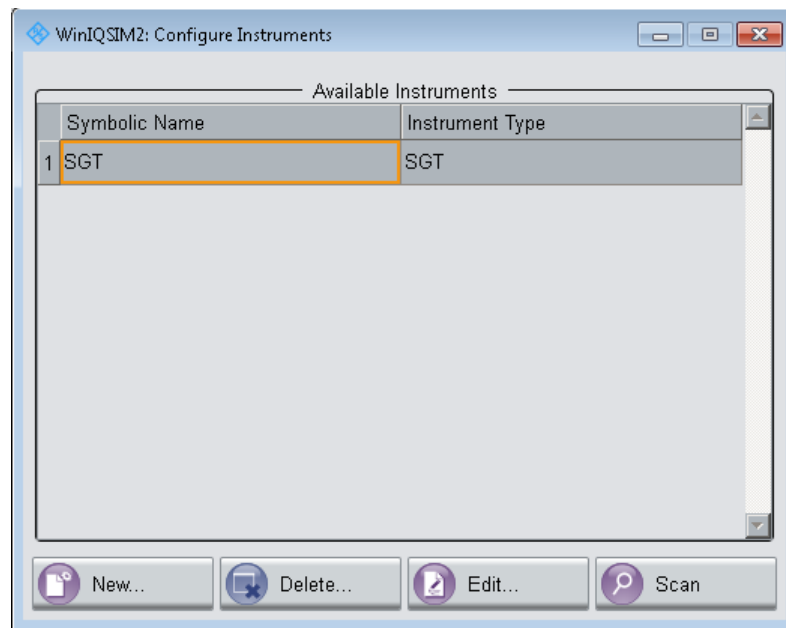 WinIQSIM2: Configure Instruments
Available Instruments
Symbolic Name Instrument Type
1 SGT SGT
New... Delete... Edit... Scan